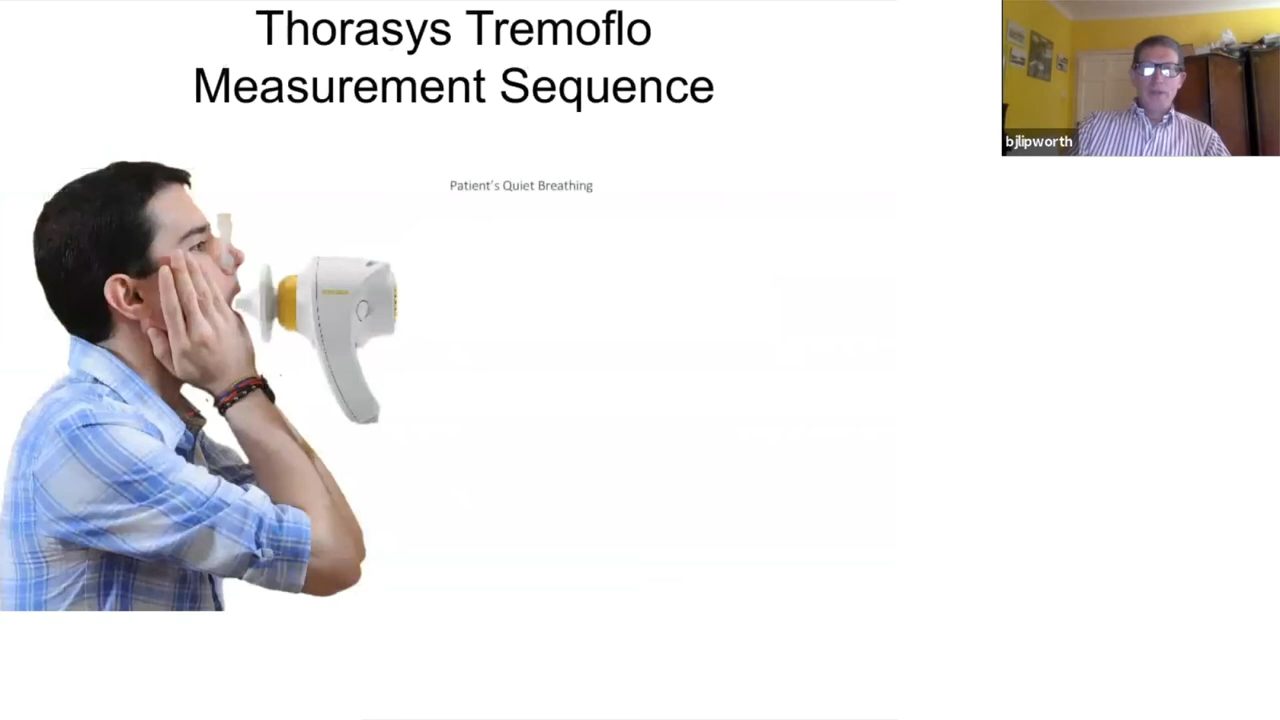 Thorasys Tremoflo
Measurement Sequence
bjlipworth
Patient's Quiet Breathing